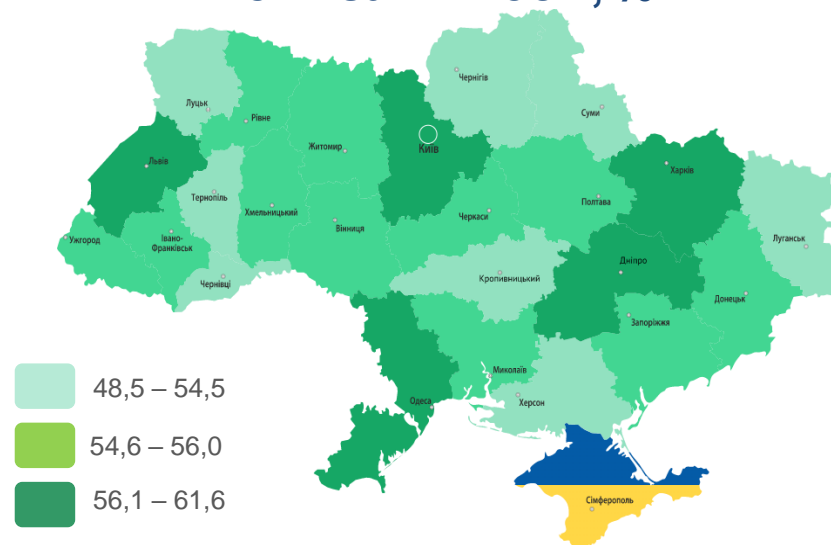 Чернігів
Луцьк
Суми
Рівне
Київ
Житомир
Львів
Харків
Тернопіль
Полтава
Хмельницький
Черкаси
Вінниця
Ужгород
Івано-
Франківськ
Луганськ
Дніпро
Чернівці
Кропивницький
Донецьк
Запоріжжя
Миколаїв
Одеса
Херсон
48,5 – 54,5
54,6 – 56,0
56,1 – 61,6
Сімферополь